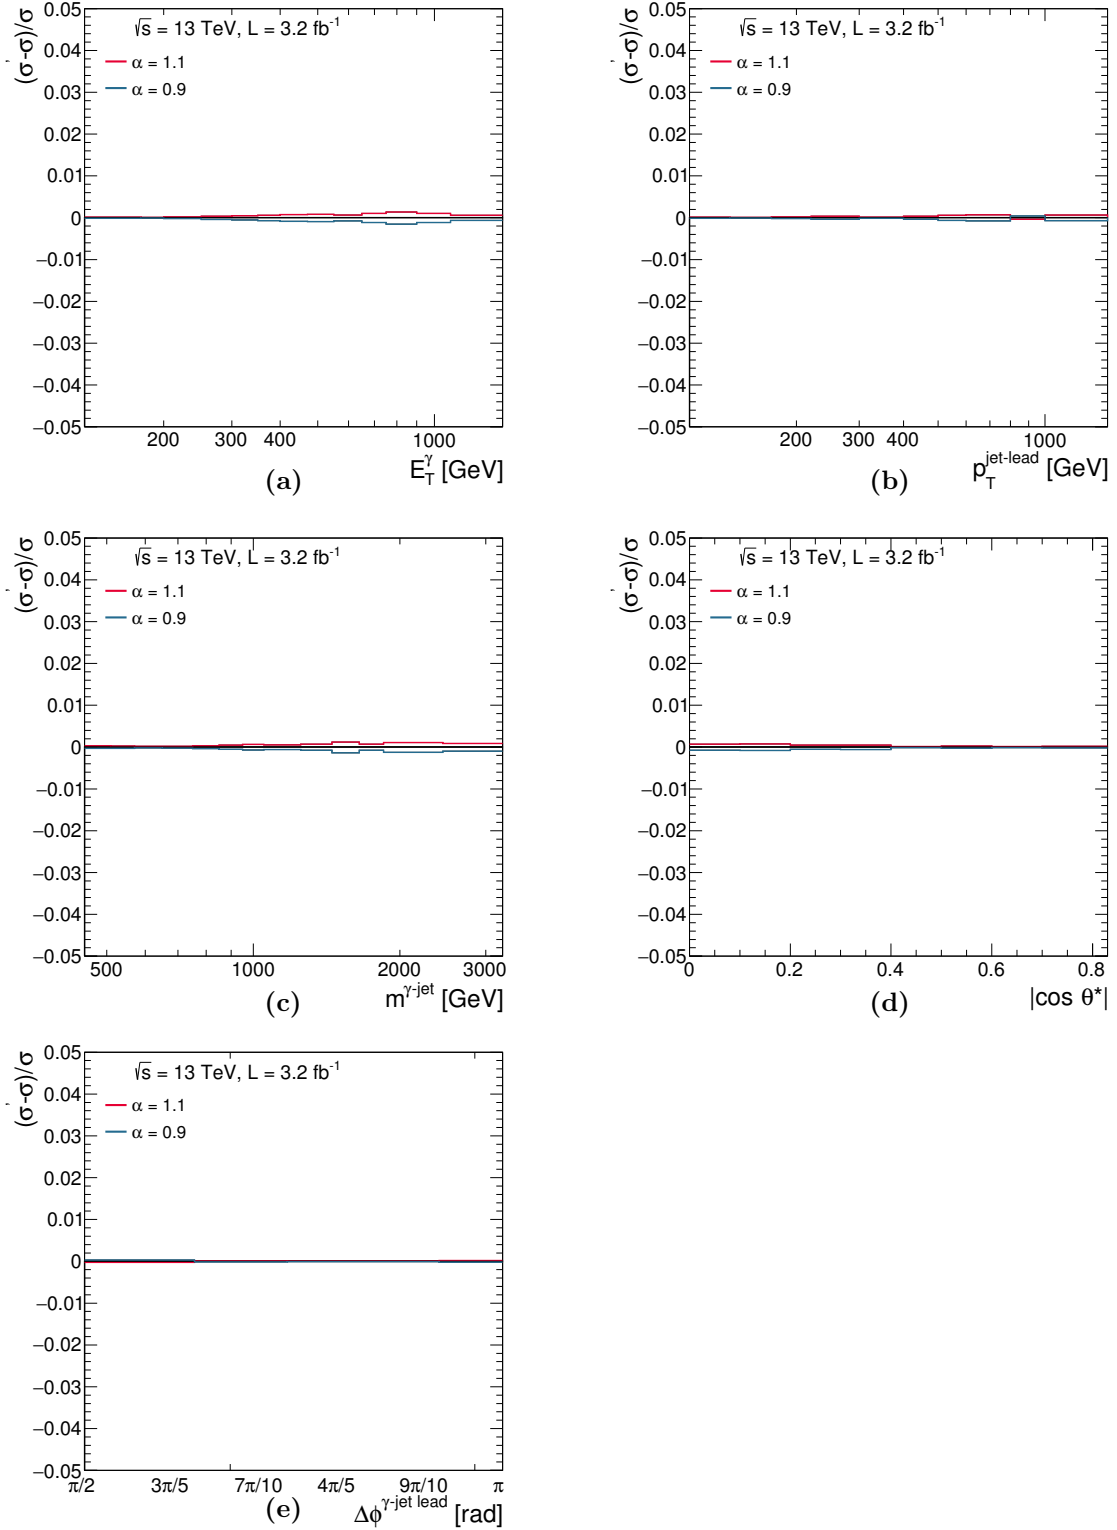 (σ'-σ)/σ
√s = 13 TeV, L = 3.2 fb⁻¹
α = 1.1
α = 0.9
0.05
0.04
0.03
0.02
0.01
0
−0.01
−0.02
−0.03
−0.04
−0.05
200 300 400 1000
E_T^γ [GeV]
(a)
(σ'-σ)/σ
√s = 13 TeV, L = 3.2 fb⁻¹
α = 1.1
α = 0.9
0.05
0.04
0.03
0.02
0.01
0
−0.01
−0.02
−0.03
−0.04
−0.05
200 300 400 1000
p_T^jet-lead [GeV]
(b)
(σ'-σ)/σ
√s = 13 TeV, L = 3.2 fb⁻¹
α = 1.1
α = 0.9
0.05
0.04
0.03
0.02
0.01
0
−0.01
−0.02
−0.03
−0.04
−0.05
500 1000 2000 3000
m^γ-jet [GeV]
(c)
(σ'-σ)/σ
√s = 13 TeV, L = 3.2 fb⁻¹
α = 1.1
α = 0.9
0.05
0.04
0.03
0.02
0.01
0
−0.01
−0.02
−0.03
−0.04
−0.05
0 0.2 0.4 0.6 0.8
|cos θ*|
(d)
(σ'-σ)/σ
√s = 13 TeV, L = 3.2 fb⁻¹
α = 1.1
α = 0.9
0.05
0.04
0.03
0.02
0.01
0
−0.01
−0.02
−0.03
−0.04
−0.05
π/2 3π/5 7π/10 4π/5 9π/10 π
Δϕ^γ-jet lead [rad]
(e)